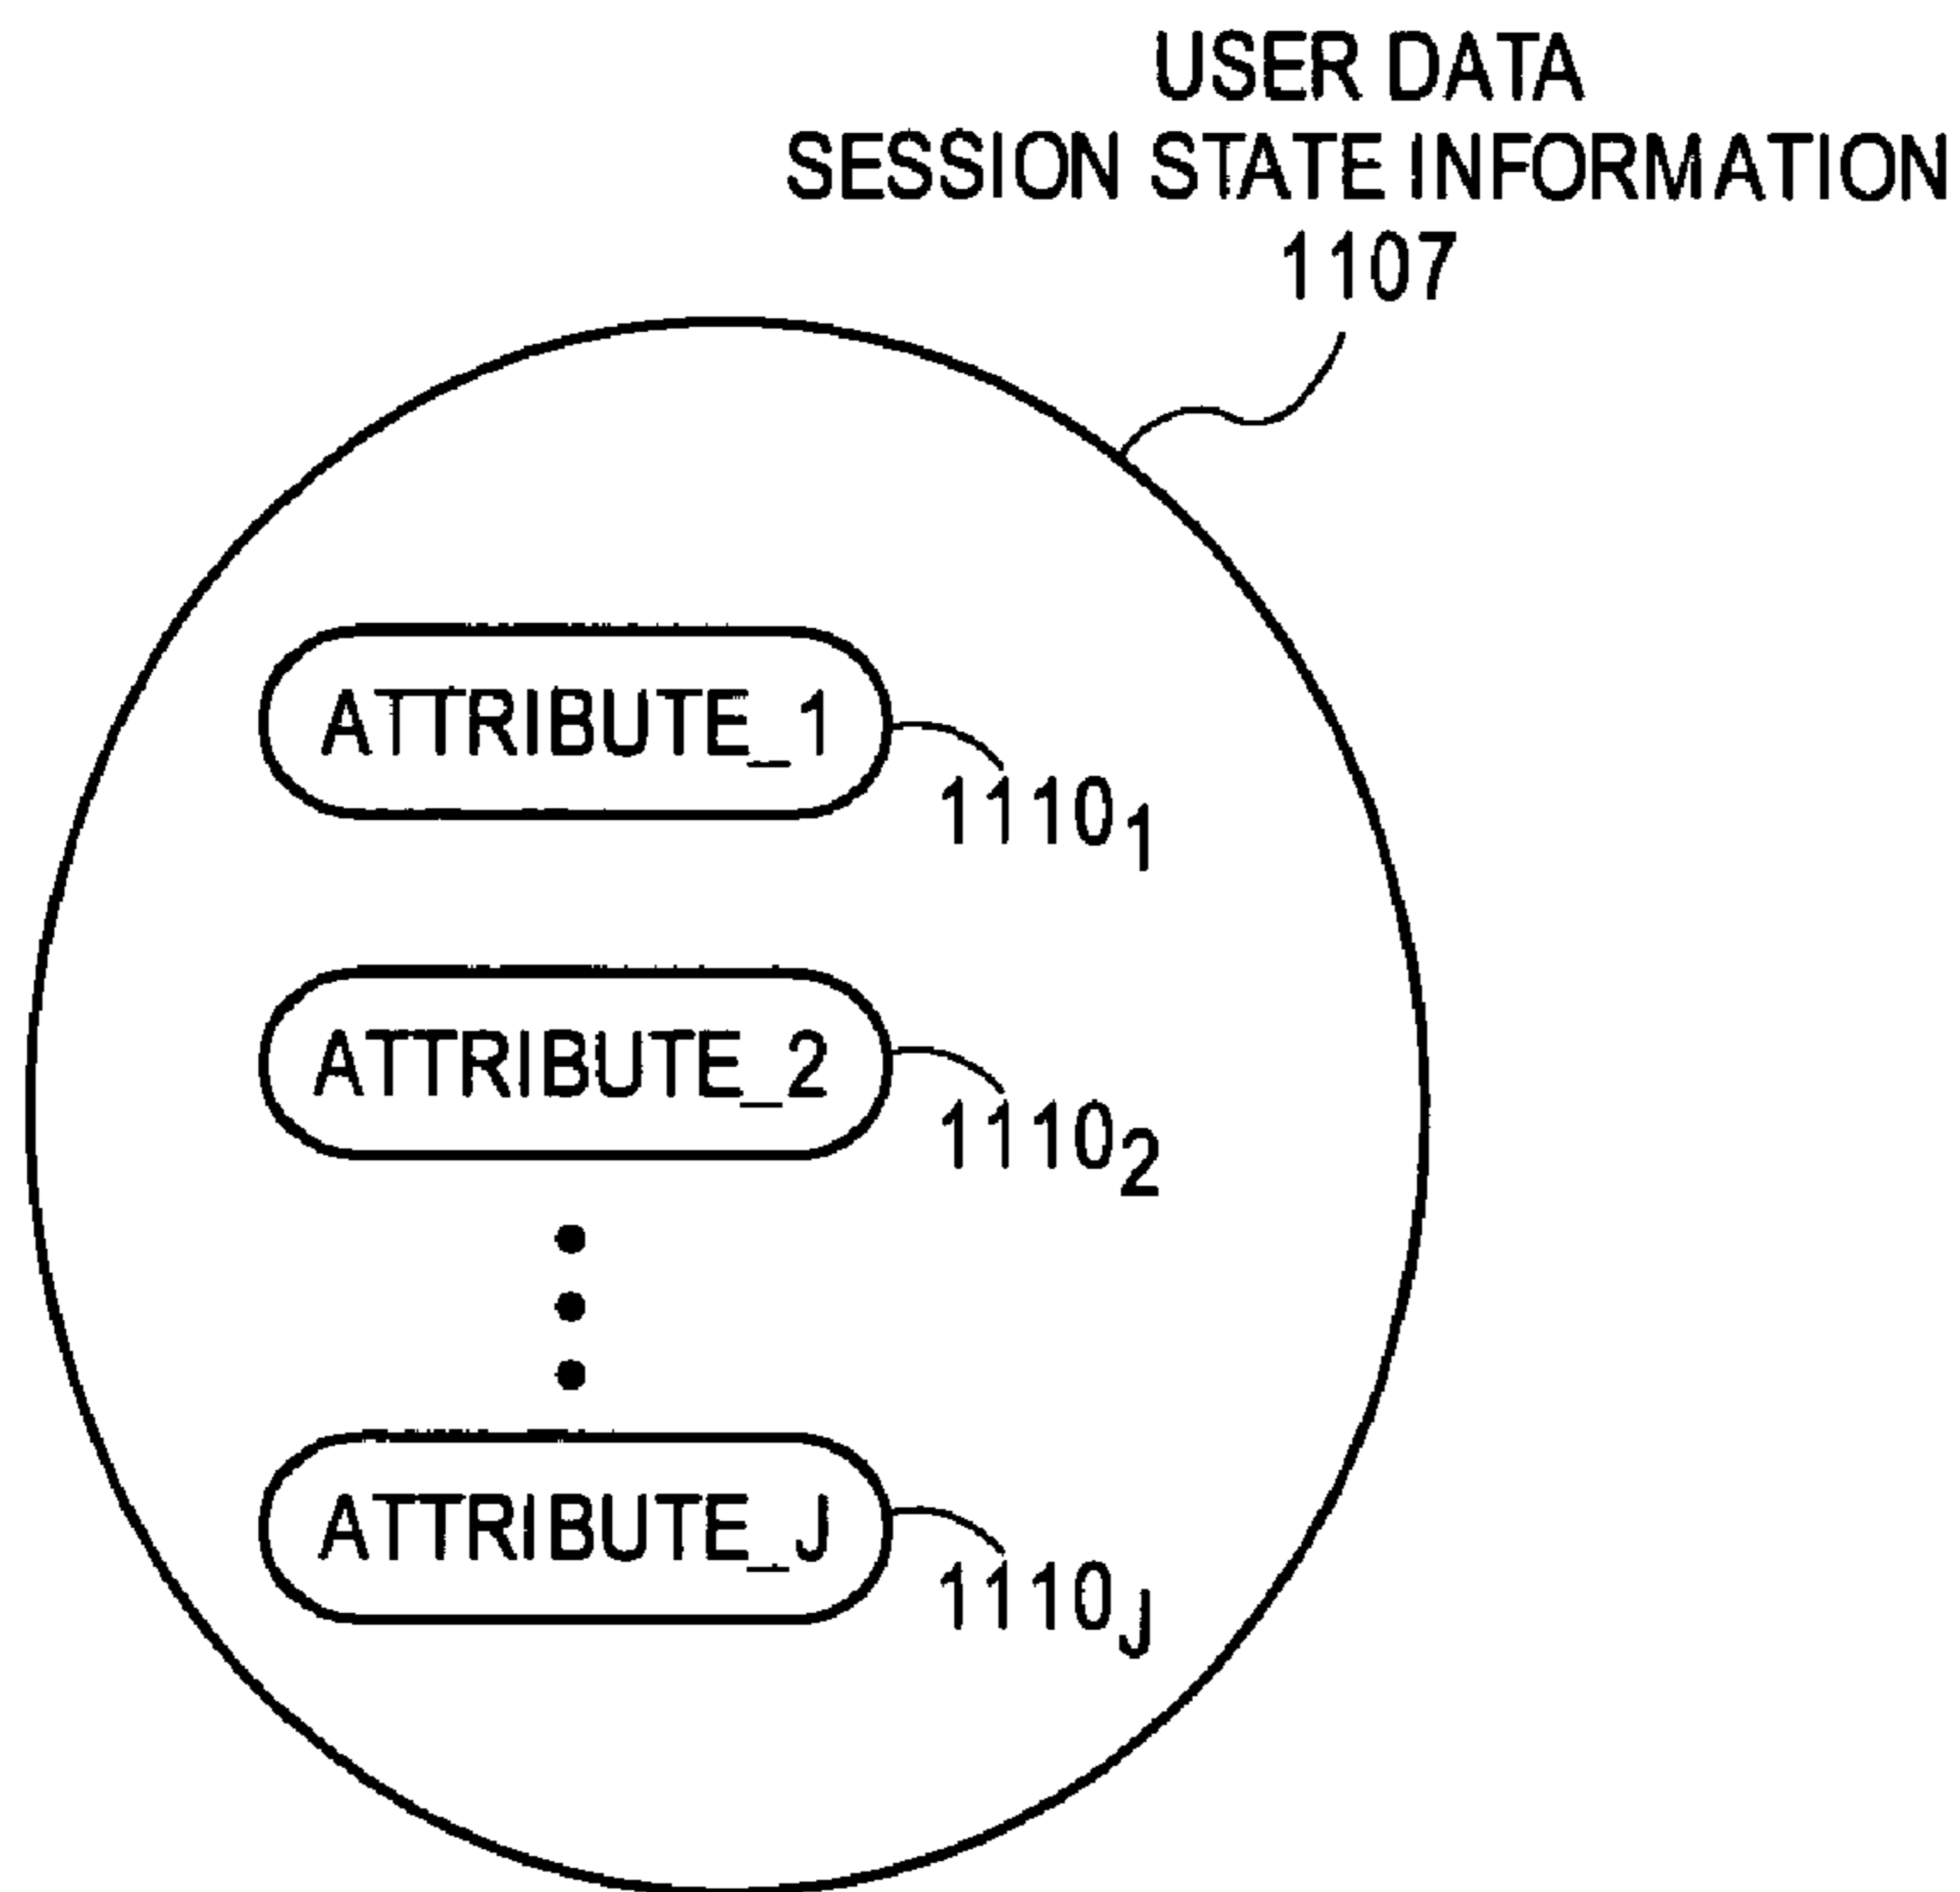 USER DATA
SESSION STATE INFORMATION
1107
ATTRIBUTE_1
1110₁
ATTRIBUTE_2
1110₂
ATTRIBUTE_J
1110J